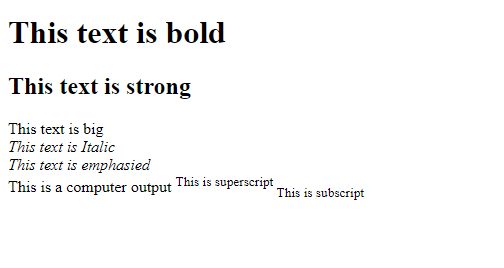 This text is bold
This text is strong
This text is big
This text is Italic
This text is emphasied
This is a computer output This is superscript This is subscript